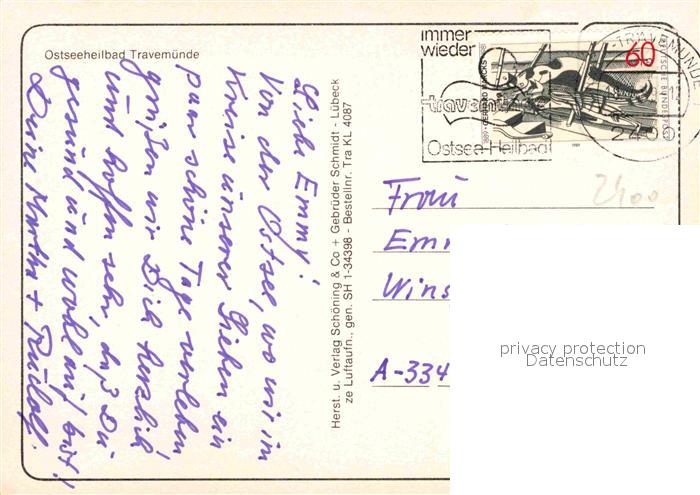 Ostseeheilbad Travemünde
Liebe Emmy!
Von der Ostsee, wo wir im
Kreise unserer Lieben ein
paar schöne Tage verleben
grüßen wir Dich herzlich
und hoffen sehr, daß Du
gesund und wohlauf bist!
Deine Martha + Rudolf.
Herst. u. Verlag Schöning & Co + Gebrüder Schmidt - Lübeck
ze Luftaufn., gen. SH 1-34398 - Bestellnr. Tra KL 4087
immer
wieder
travemünde
Ostsee-Heilbad
60
DEUTSCHE BUNDESPOST
TRAVEMÜNDE
2400
2400
Frau
Em
Wins
A-334
privacy protection
Datenschutz